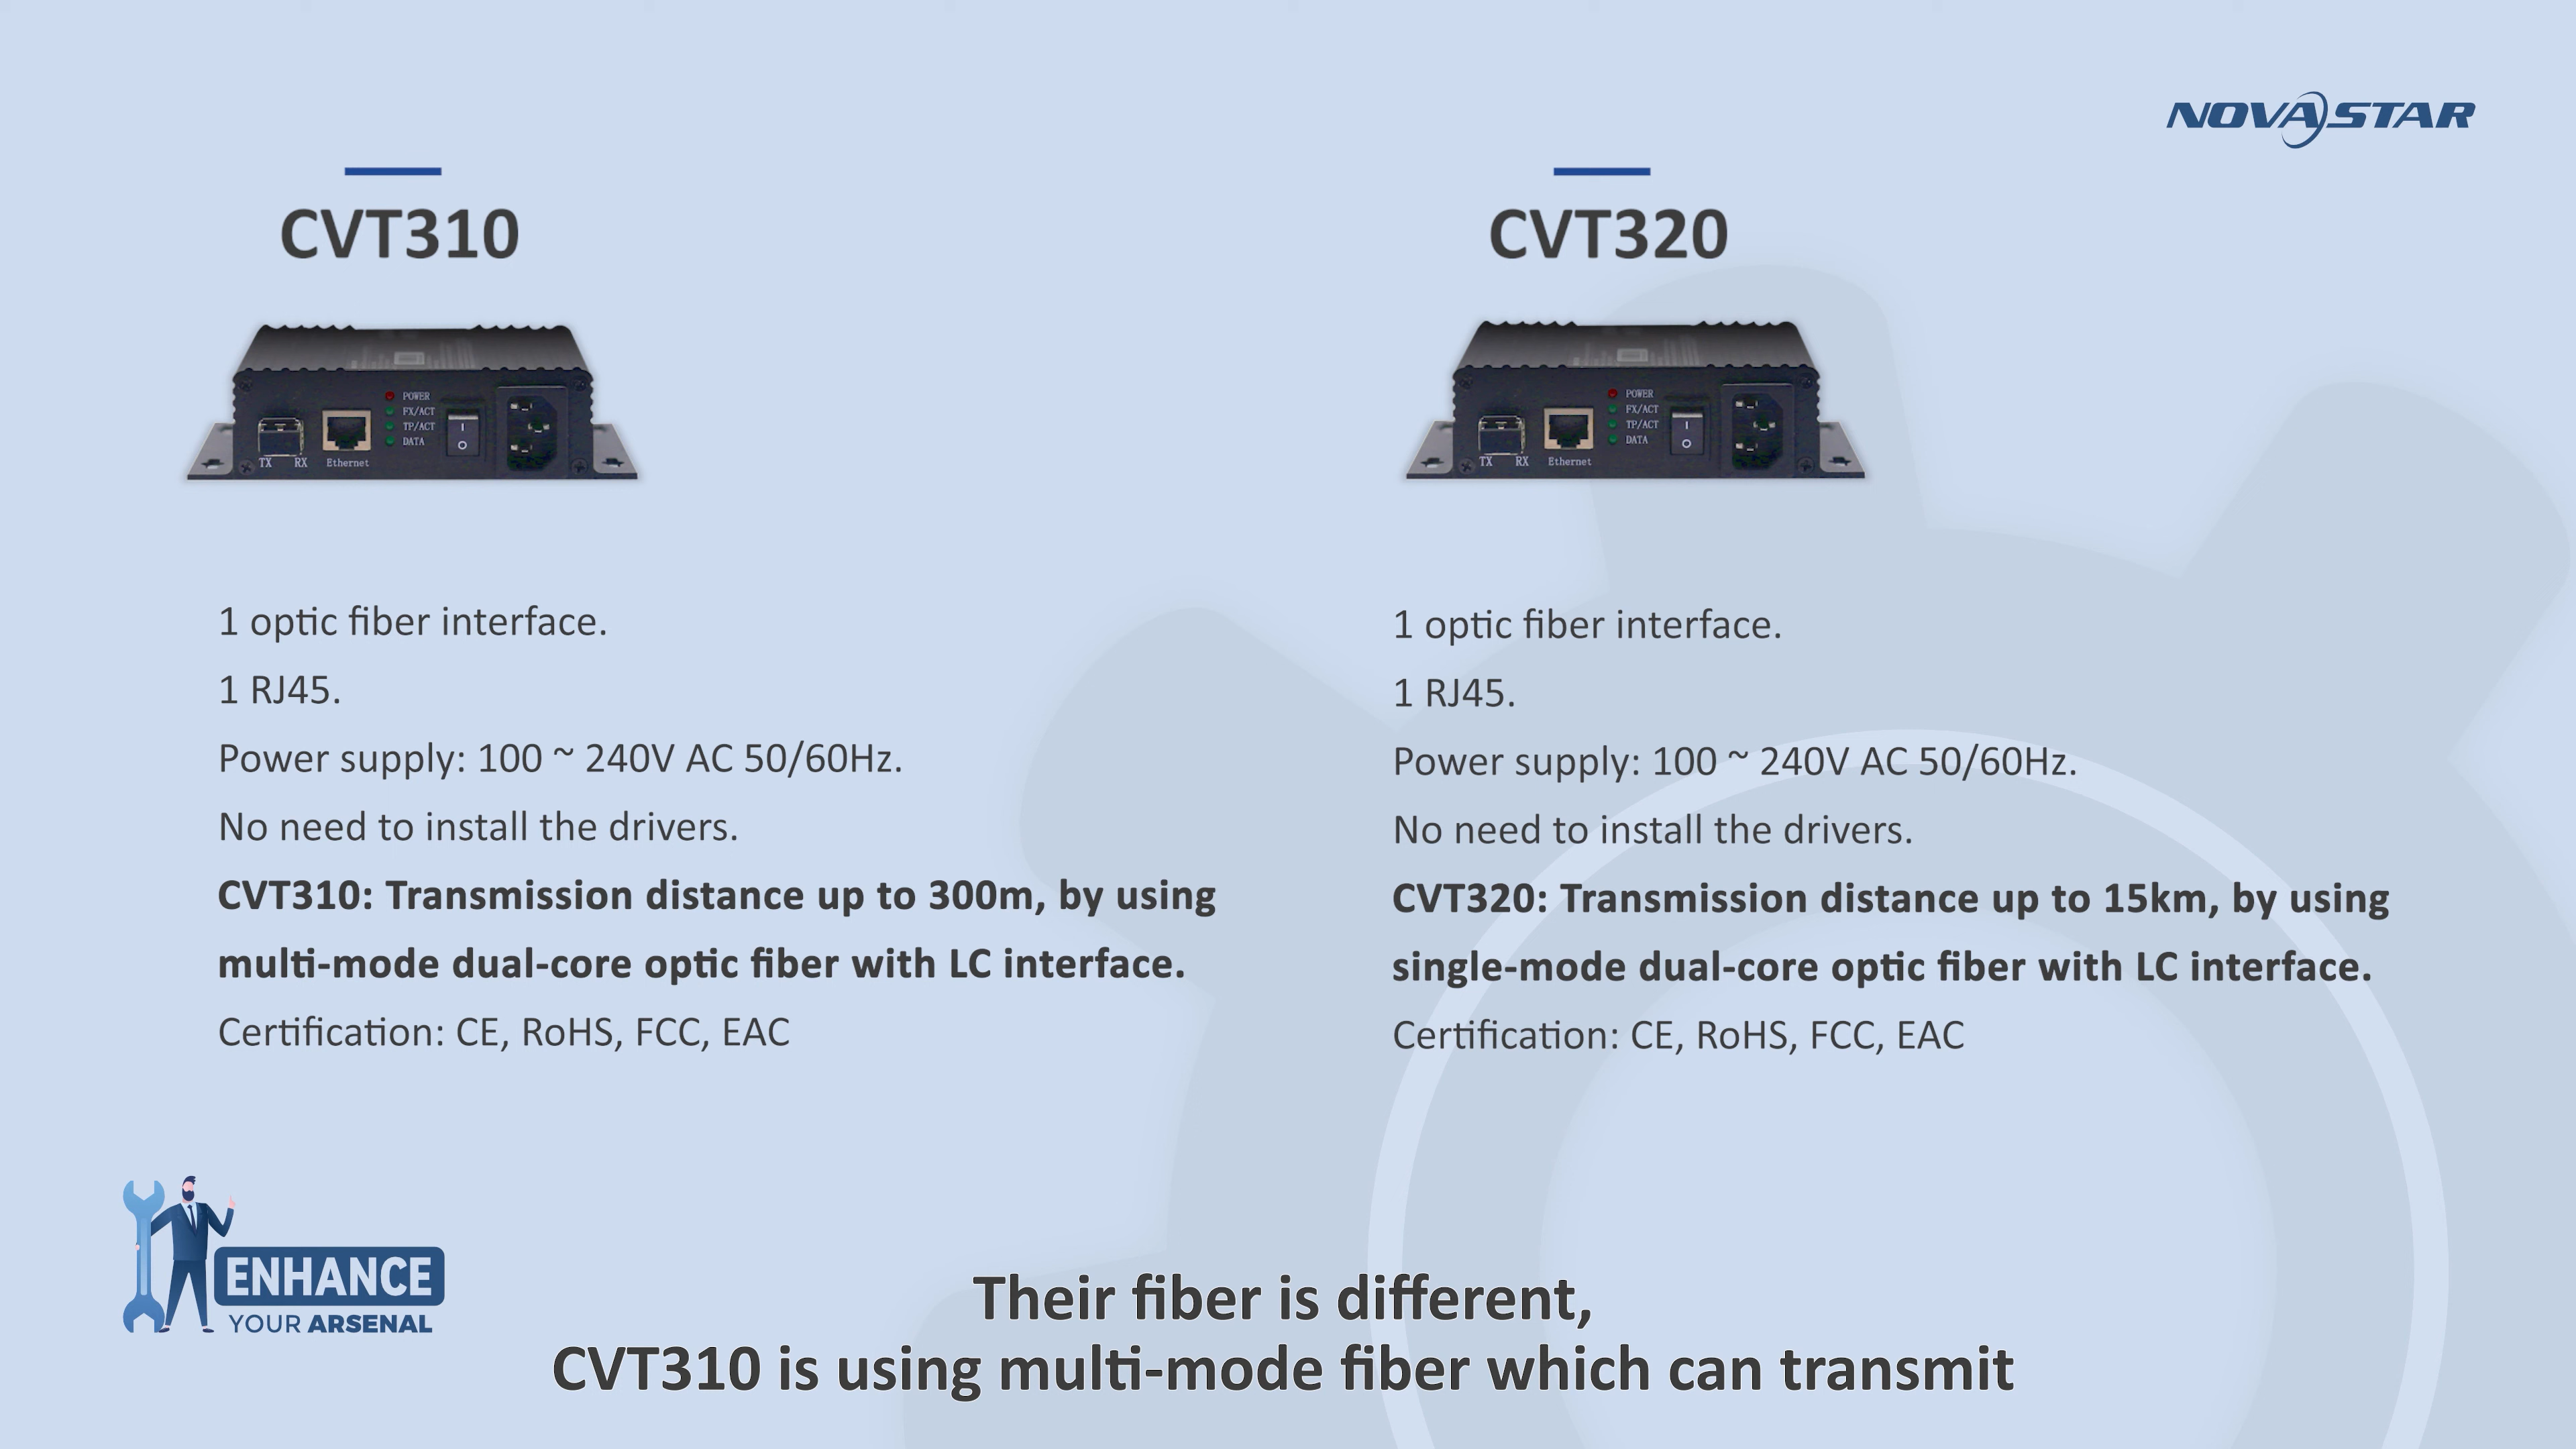 NOVASTAR
CVT310
POWER
FX/ACT
TP/ACT
DATA
TX RX Ethernet
1 optic fiber interface.
1 RJ45.
Power supply: 100 ~ 240V AC 50/60Hz.
No need to install the drivers.
CVT310: Transmission distance up to 300m, by using
multi-mode dual-core optic fiber with LC interface.
Certification: CE, RoHS, FCC, EAC
CVT320
POWER
FX/ACT
TP/ACT
DATA
TX RX Ethernet
1 optic fiber interface.
1 RJ45.
Power supply: 100 ~ 240V AC 50/60Hz.
No need to install the drivers.
CVT320: Transmission distance up to 15km, by using
single-mode dual-core optic fiber with LC interface.
Certification: CE, RoHS, FCC, EAC
ENHANCE
YOUR ARSENAL
Their fiber is different,
CVT310 is using multi-mode fiber which can transmit